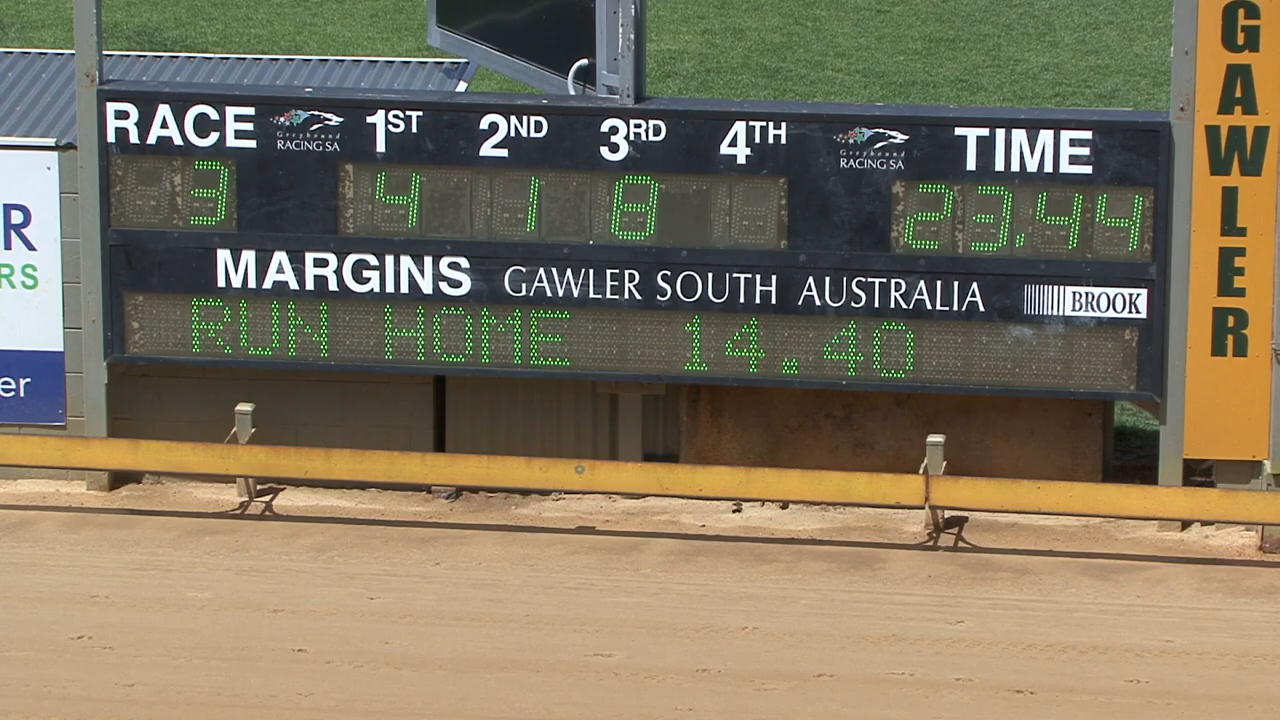 RACE 1ST 2ND 3RD 4TH TIME
Greyhound
RACING SA
Greyhound
RACING SA
3 4 1 8 23.44
MARGINS GAWLER SOUTH AUSTRALIA BROOK
RUN HOME 14.40
GAWLER
R
RS
er